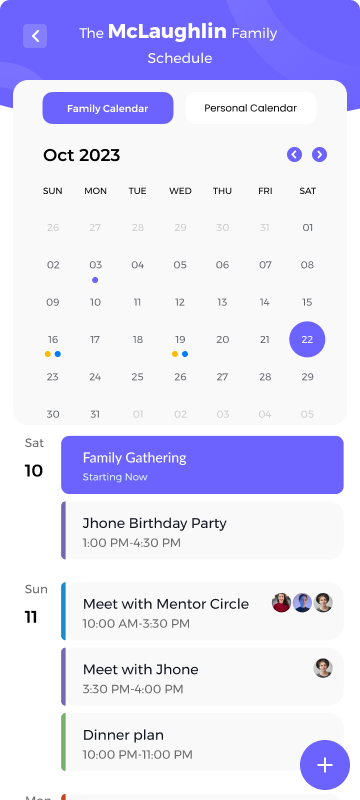 The McLaughlin Family
Schedule
Family Calendar
Personal Calendar
Oct 2023
SUN MON TUE WED THU FRI SAT
26 27 28 29 30 31 01
02 03 04 05 06 07 08
09 10 11 12 13 14 15
16 17 18 19 20 21 22
23 24 25 26 27 28 29
30 31 01 02 03 04 05
Sat
10
Family Gathering
Starting Now
Jhone Birthday Party
1:00 PM-4:30 PM
Sun
11
Meet with Mentor Circle
10:00 AM-3:30 PM
Meet with Jhone
3:30 PM-4:00 PM
Dinner plan
10:00 PM-11:00 PM
+